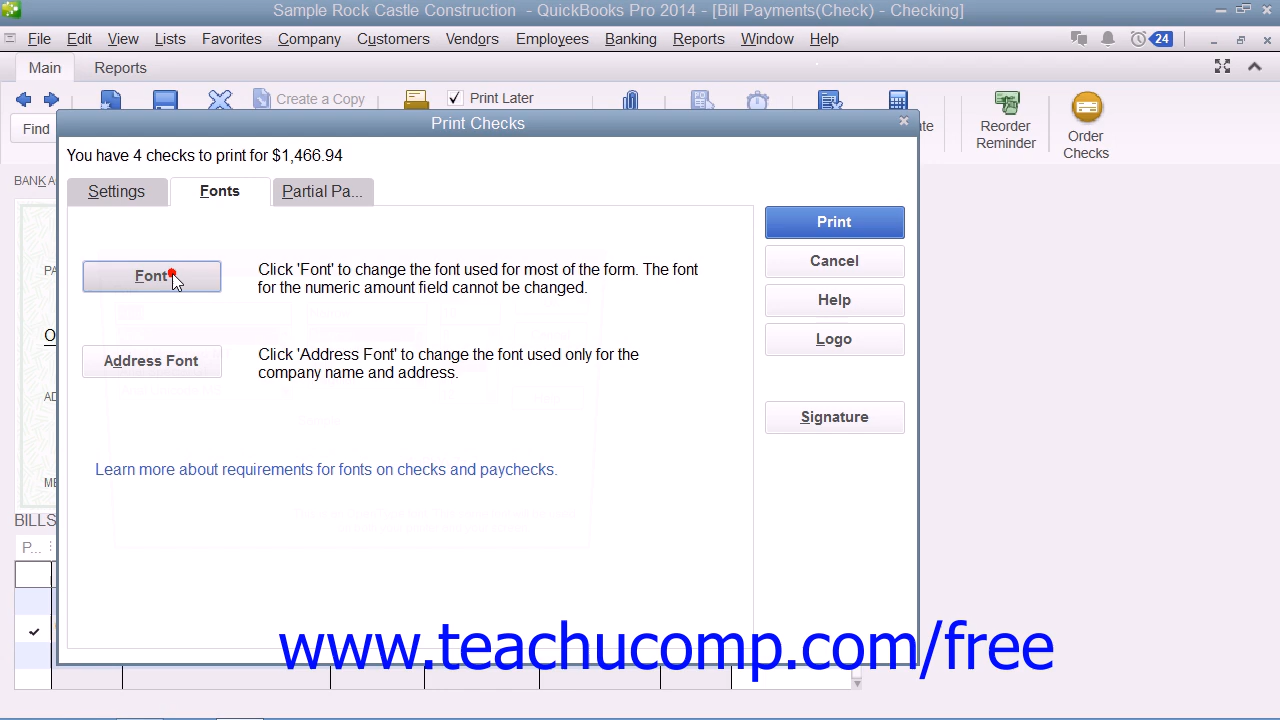 Sample Rock Castle Construction - QuickBooks Pro 2014 - [Bill Payments(Check) - Checking]
File Edit View Lists Favorites Company Customers Vendors Employees Banking Reports Window Help 24
Main Reports
Create a Copy Print Later
Find
Reorder Reminder
Order Checks
Print Checks
You have 4 checks to print for $1,466.94
BANK A
Settings Fonts Partial Pa...
Print
Font Click 'Font' to change the font used for most of the form. The font
for the numeric amount field cannot be changed.
Cancel
Help
Logo
Address Font Click 'Address Font' to change the font used only for the
company name and address.
Signature
Learn more about requirements for fonts on checks and paychecks.
BILLS
P...
www.teachucomp.com/free